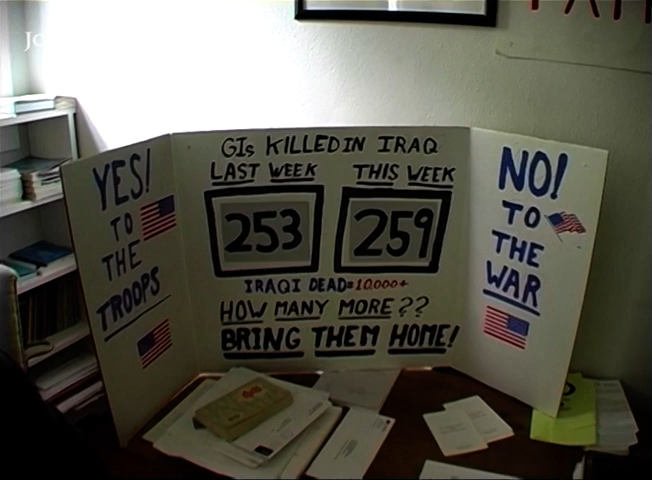 YES!
TO
THE
TROOPS
GIs KILLED IN IRAQ
LAST WEEK THIS WEEK
253 259
IRAQI DEAD=10,000+
HOW MANY MORE??
BRING THEM HOME!
NO!
TO
THE
WAR